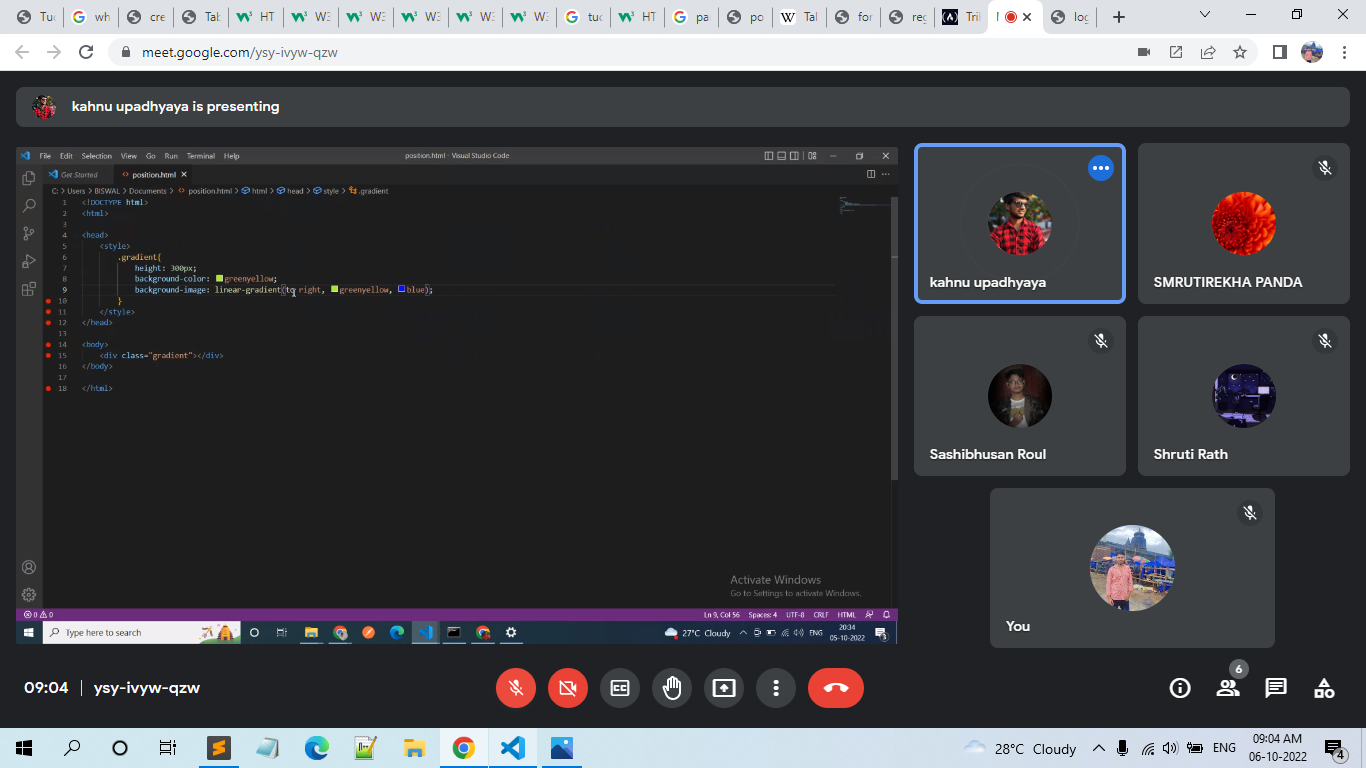 Tu
wh
cre
Tab
HT
W3
W3
W3
W3
W3
tuc
HT
pa
po
Tal
for
reg
Tri
log
meet.google.com/ysy-ivyw-qzw
kahnu upadhyaya is presenting
File Edit Selection View Go Run Terminal Help
position.html - Visual Studio Code
Get Started
position.html
C: > Users > BISWAL > Documents > position.html > html > head > style > .gradient
1 <!DOCTYPE html>
2 <html>
3
4 <head>
5 <style>
6 .gradient{
7 height: 300px;
8 background-color: greenyellow;
9 background-image: linear-gradient(to right, greenyellow, blue);
10 }
11 </style>
12 </head>
13
14 <body>
15 <div class="gradient"></div>
16 </body>
17
18 </html>
Activate Windows
Go to Settings to activate Windows.
0 0
Ln 9, Col 56 Spaces: 4 UTF-8 CRLF HTML
Type here to search
27°C Cloudy
ENG
20:34
05-10-2022
3
kahnu upadhyaya
SMRUTIREKHA PANDA
Sashibhusan Roul
Shruti Rath
You
09:04 | ysy-ivyw-qzw
6
28°C Cloudy
ENG
09:04 AM
06-10-2022
4